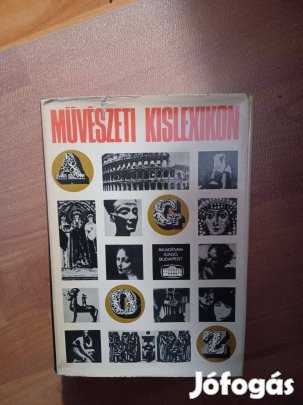 MŰVÉSZETI KISLEXIKON
A
G
AKADÉMIAI
KIADÓ
BUDAPEST
O
Z
Jófogás